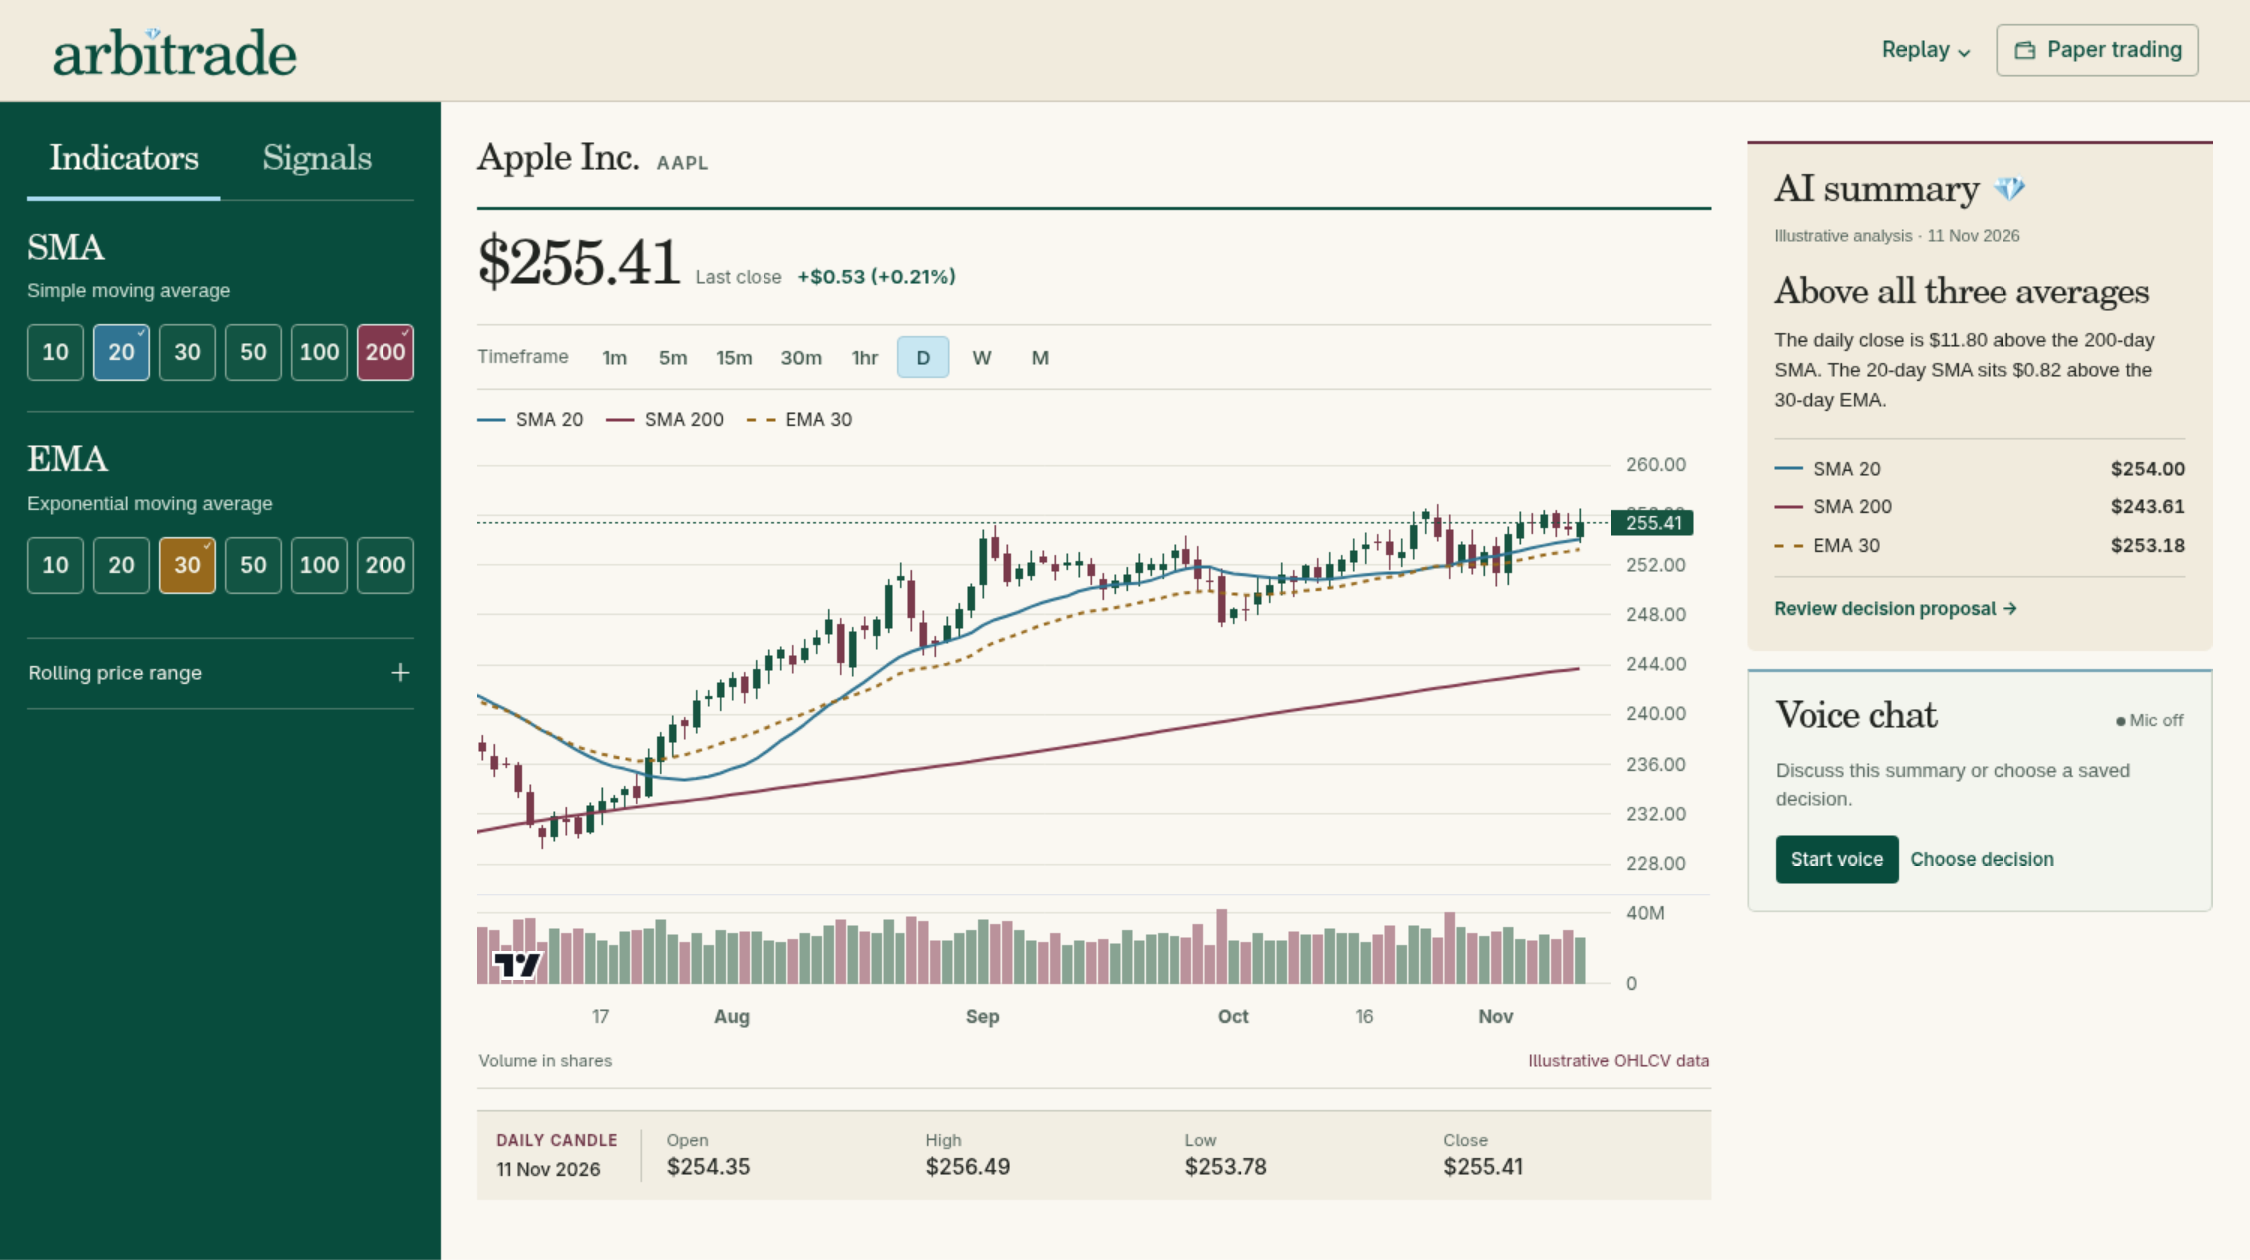 arbitrade
Replay
Paper trading
Indicators
Signals
SMA
Simple moving average
10 20 30 50 100 200
EMA
Exponential moving average
10 20 30 50 100 200
Rolling price range
Apple Inc. AAPL
$255.41 Last close +$0.53 (+0.21%)
Timeframe 1m 5m 15m 30m 1hr D W M
SMA 20 SMA 200 EMA 30
260.00
255.41
252.00
248.00
244.00
240.00
236.00
232.00
228.00
40M
0
17 Aug Sep Oct 16 Nov
Volume in shares
Illustrative OHLCV data
DAILY CANDLE
11 Nov 2026
Open
$254.35
High
$256.49
Low
$253.78
Close
$255.41
AI summary
Illustrative analysis · 11 Nov 2026
Above all three averages
The daily close is $11.80 above the 200-day
SMA. The 20-day SMA sits $0.82 above the
30-day EMA.
SMA 20 $254.00
SMA 200 $243.61
EMA 30 $253.18
Review decision proposal →
Voice chat
Mic off
Discuss this summary or choose a saved
decision.
Start voice
Choose decision